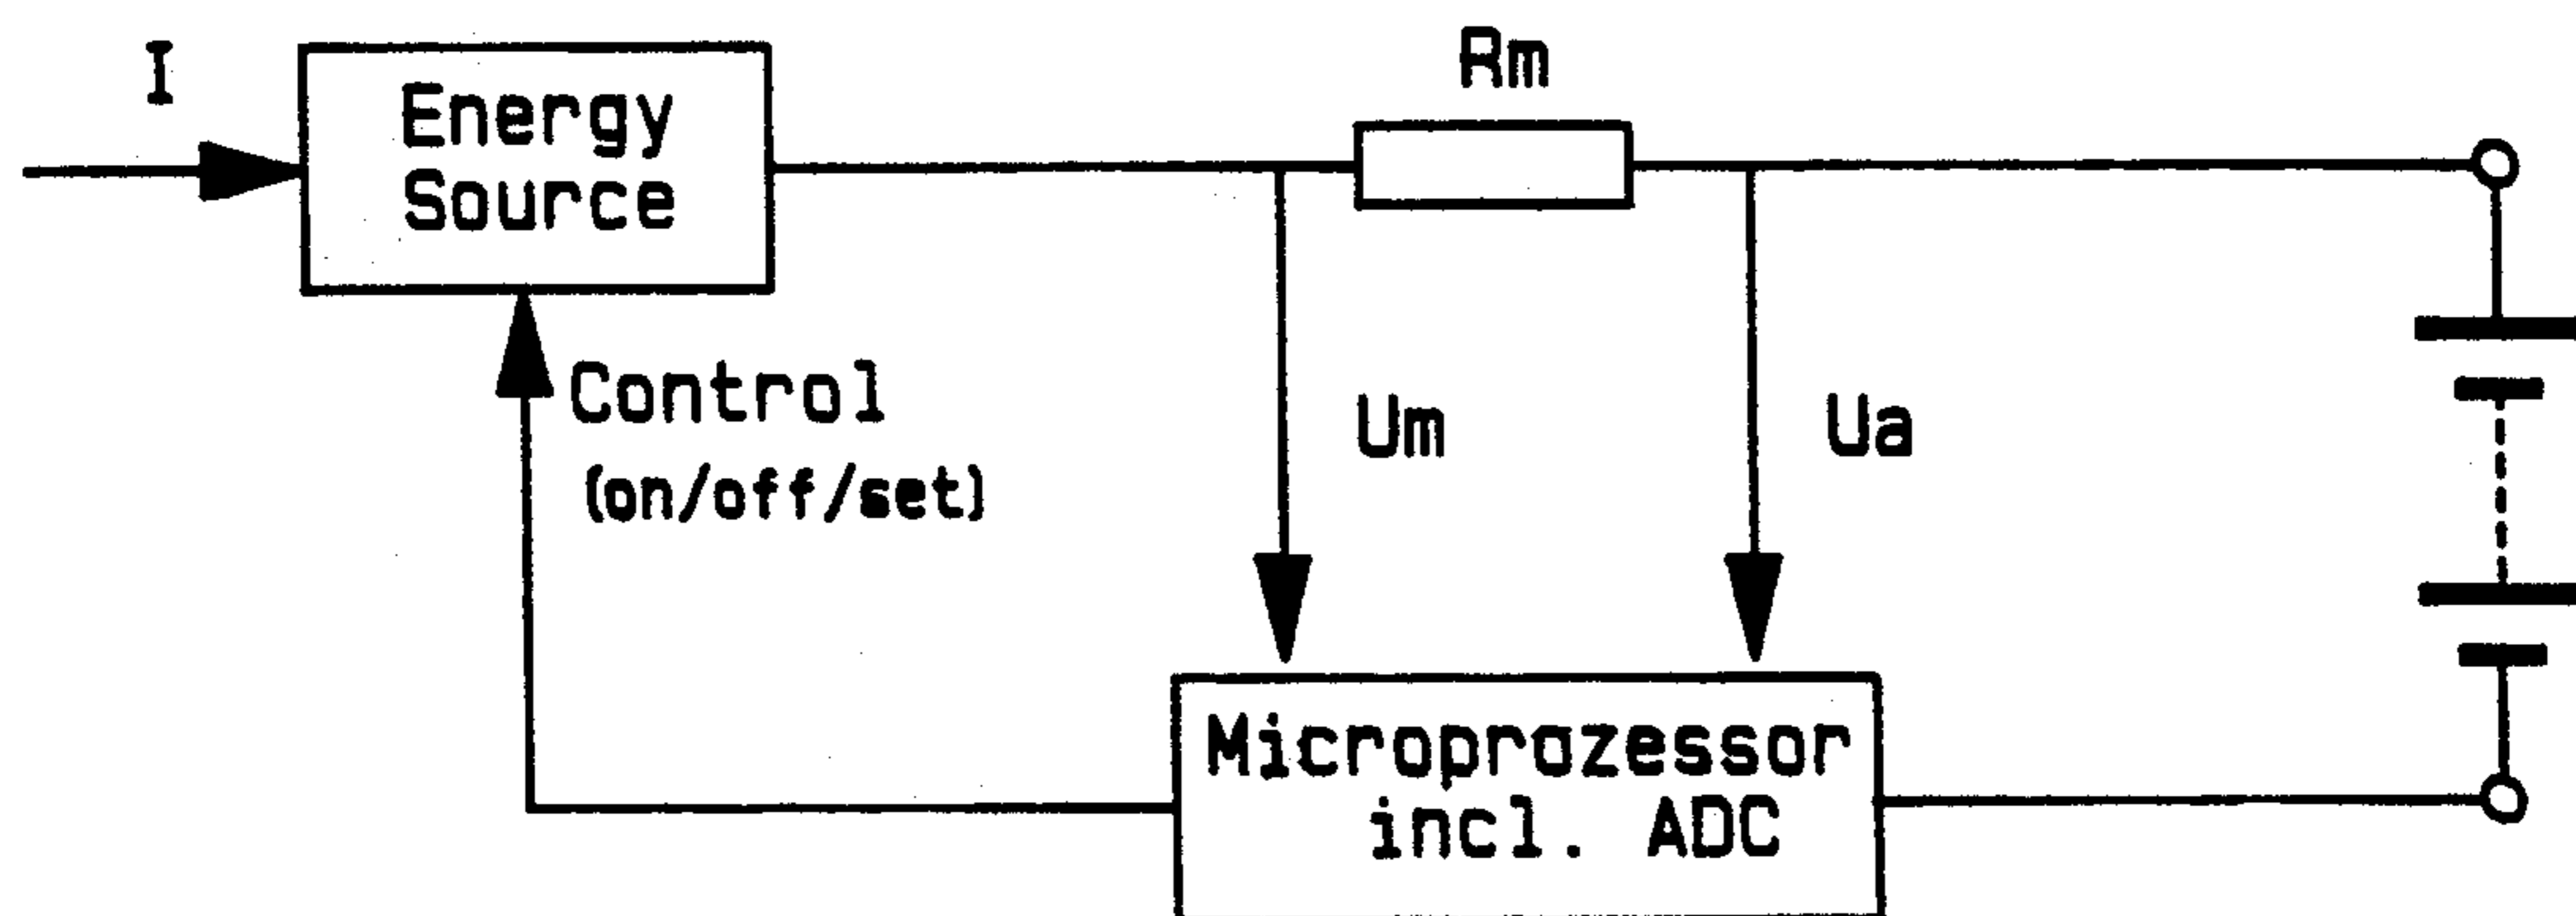 I
Energy
Source
Rm
Control
(on/off/set)
Um
Ua
Microprozessor
incl. ADC